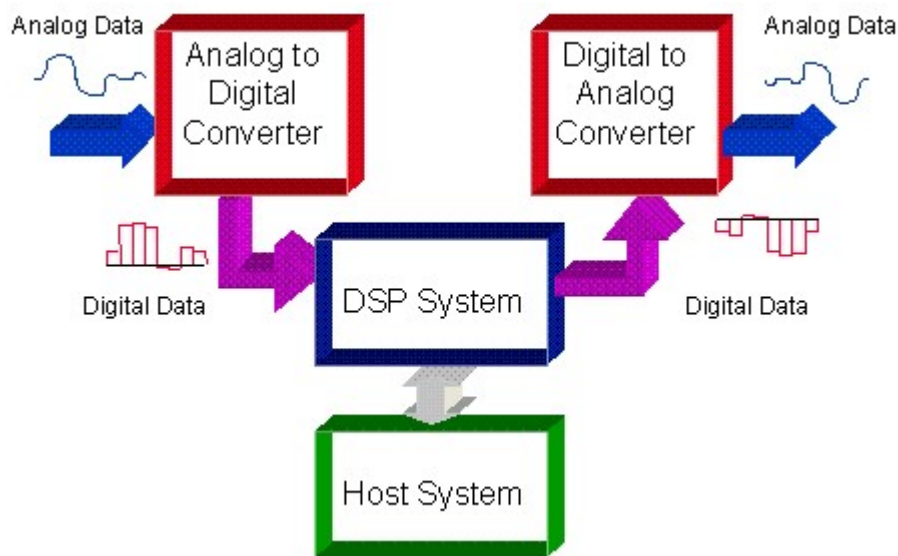 Analog Data
Analog to
Digital
Converter
Digital to
Analog
Converter
Analog Data
Digital Data
DSP System
Digital Data
Host System